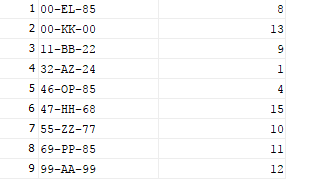 1 00-EL-85 8
2 00-KK-00 13
3 11-BB-22 9
4 32-AZ-24 1
5 46-OP-85 4
6 47-HH-68 15
7 55-ZZ-77 10
8 69-PP-85 11
9 99-AA-99 12